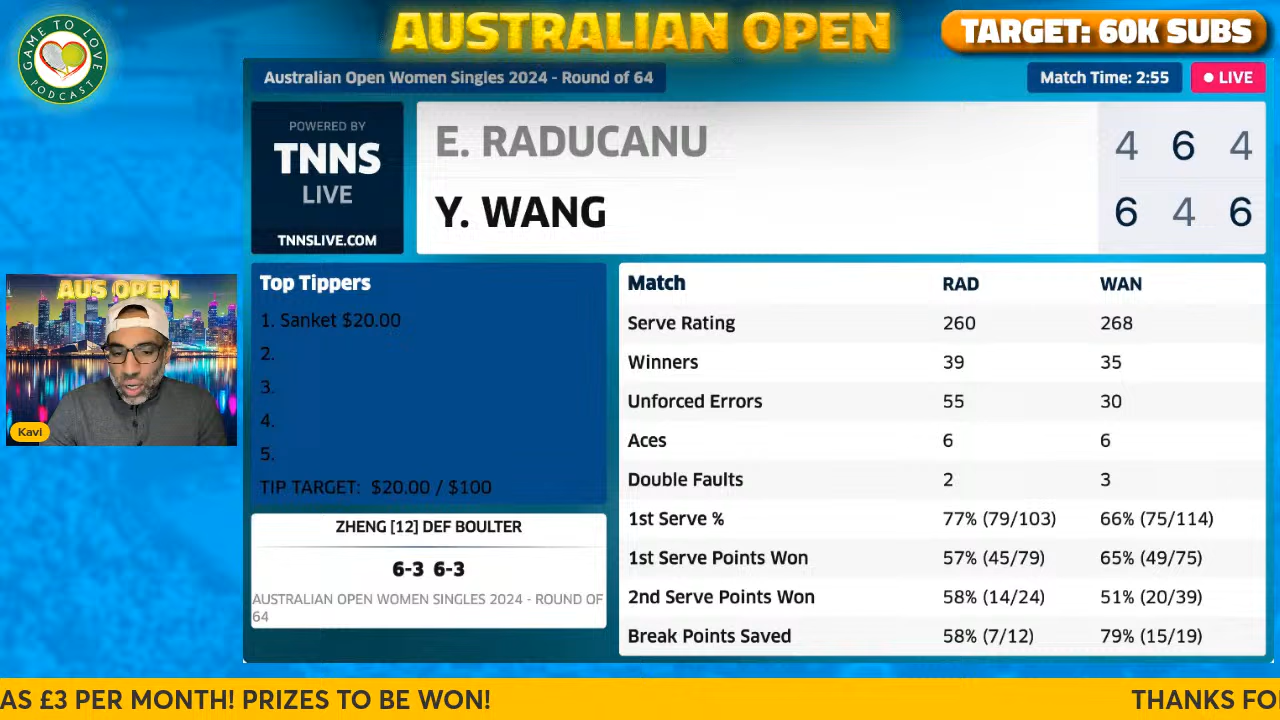 GAME TO LOVE
PODCAST
AUSTRALIAN OPEN
TARGET: 60K SUBS
Australian Open Women Singles 2024 - Round of 64
Match Time: 2:55
LIVE
POWERED BY
TNNS
LIVE
TNNSLIVE.COM
E. RADUCANU 4 6 4
Y. WANG 6 4 6
AUS OPEN
Kavi
Top Tippers
1. Sanket $20.00
2.
3.
4.
5.
TIP TARGET: $20.00 / $100
ZHENG [12] DEF BOULTER
6-3 6-3
AUSTRALIAN OPEN WOMEN SINGLES 2024 - ROUND OF
64
Match RAD WAN
Serve Rating 260 268
Winners 39 35
Unforced Errors 55 30
Aces 6 6
Double Faults 2 3
1st Serve % 77% (79/103) 66% (75/114)
1st Serve Points Won 57% (45/79) 65% (49/75)
2nd Serve Points Won 58% (14/24) 51% (20/39)
Break Points Saved 58% (7/12) 79% (15/19)
AS £3 PER MONTH! PRIZES TO BE WON! THANKS FO